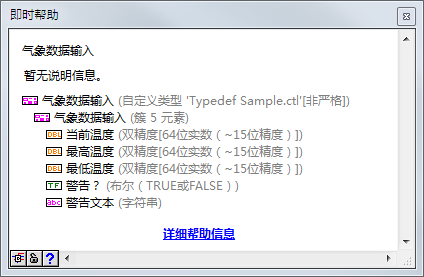 即时帮助
气象数据输入
暂无说明信息。
气象数据输入 (自定义类型 'Typedef Sample.ctl'[非严格])
气象数据输入 (簇 5 元素)
DBL 当前温度 (双精度[64位实数（~15位精度）])
DBL 最高温度 (双精度[64位实数（~15位精度）])
DBL 最低温度 (双精度[64位实数（~15位精度）])
TF 警告？ (布尔（TRUE或FALSE））
abc 警告文本 (字符串)
详细帮助信息
?